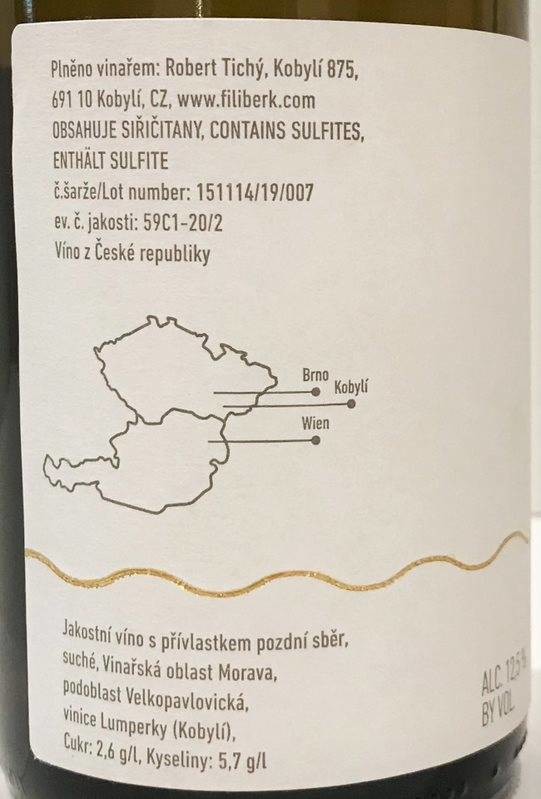 Plněno vinařem: Robert Tichý, Kobylí 875,
691 10 Kobylí, CZ, www.filiberk.com
OBSAHUJE SIŘIČITANY, CONTAINS SULFITES,
ENTHÄLT SULFITE
č.šarže/Lot number: 151114/19/007
ev. č. jakosti: 59C1-20/2
Víno z České republiky
Brno
Kobylí
Wien
Jakostní víno s přívlastkem pozdní sběr,
suché, Vinařská oblast Morava,
podoblast Velkopavlovická,
vinice Lumperky (Kobylí),
Cukr: 2,6 g/l, Kyseliny: 5,7 g/l
ALC. 12,5 %
BY VOL.